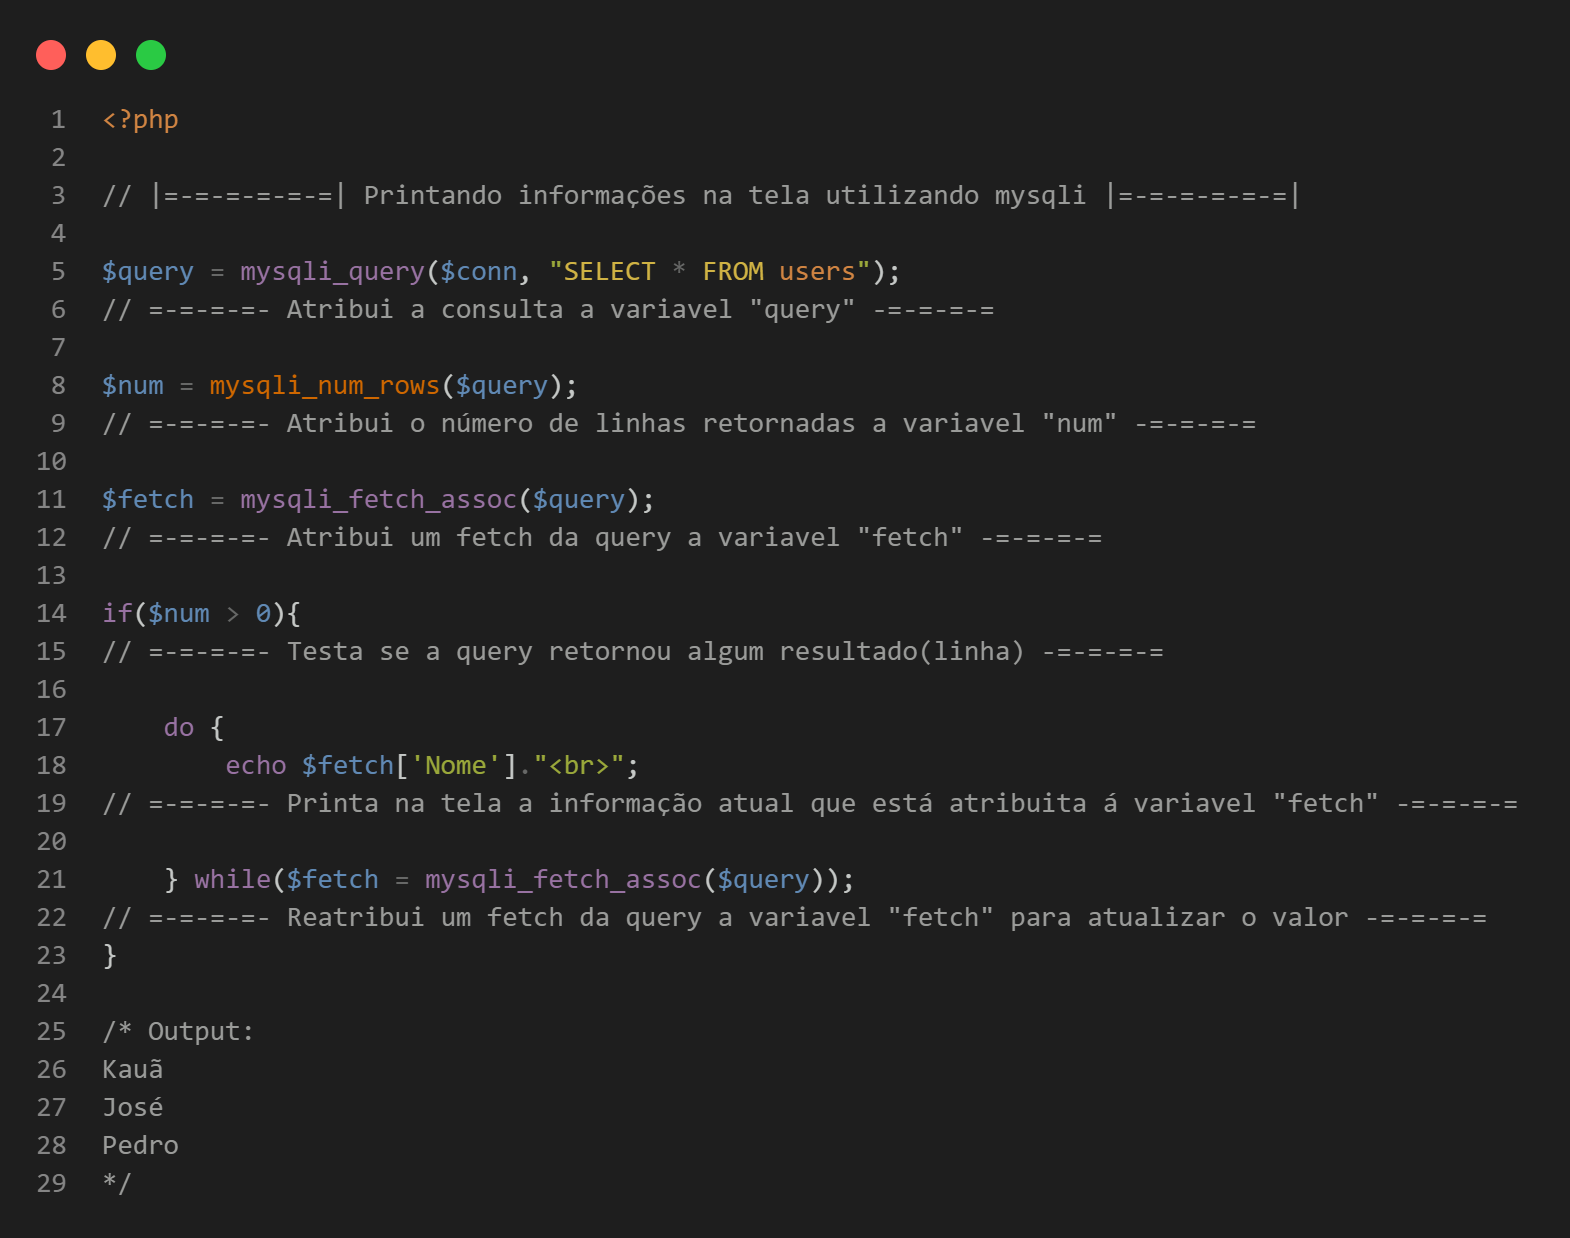 1 <?php
2
3 // |=-=-=-=-=-=| Printando informações na tela utilizando mysqli |=-=-=-=-=-=|
4
5 $query = mysqli_query($conn, "SELECT * FROM users");
6 // =-=-=-=- Atribui a consulta a variavel "query" -=-=-=-=
7
8 $num = mysqli_num_rows($query);
9 // =-=-=-=- Atribui o número de linhas retornadas a variavel "num" -=-=-=-=
10
11 $fetch = mysqli_fetch_assoc($query);
12 // =-=-=-=- Atribui um fetch da query a variavel "fetch" -=-=-=-=
13
14 if($num > 0){
15 // =-=-=-=- Testa se a query retornou algum resultado(linha) -=-=-=-=
16
17     do {
18         echo $fetch['Nome']."<br>";
19 // =-=-=-=- Printa na tela a informação atual que está atribuita á variavel "fetch" -=-=-=-=
20
21     } while($fetch = mysqli_fetch_assoc($query));
22 // =-=-=-=- Reatribui um fetch da query a variavel "fetch" para atualizar o valor -=-=-=-=
23 }
24
25 /* Output:
26 Kauã
27 José
28 Pedro
29 */